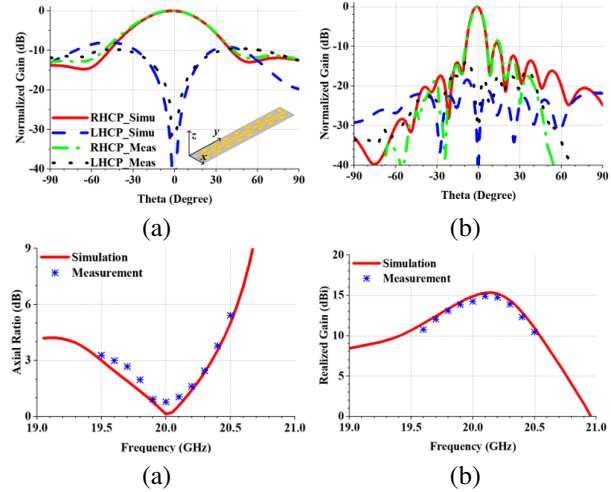 Normalized Gain (dB)
0
-10
-20
-30
-40
RHCP_Simu
LHCP_Simu
RHCP_Meas
LHCP_Meas
z
y
x
-90 -60 -30 0 30 60 90
Theta (Degree)
(a)
Normalized Gain (dB)
0
-10
-20
-30
-40
-90 -60 -30 0 30 60 90
Theta (Degree)
(b)
Axial Ratio (dB)
9
6
3
0
Simulation
Measurement
19.0 19.5 20.0 20.5 21.0
Frequency (GHz)
(a)
Realized Gain (dBi)
20
15
10
5
0
Simulation
Measurement
19.0 19.5 20.0 20.5 21.0
Frequency (GHz)
(b)